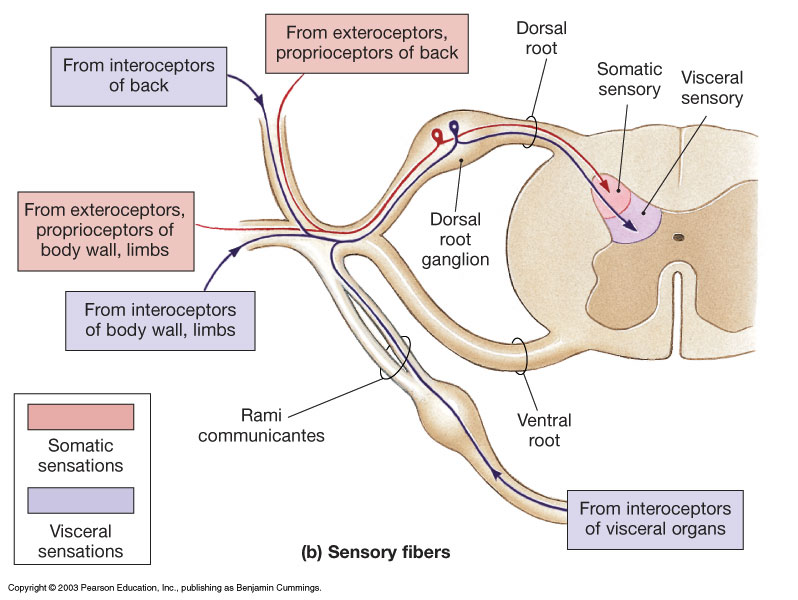 From exteroceptors,
proprioceptors of back
From interoceptors
of back
Dorsal
root
Somatic
sensory
Visceral
sensory
From exteroceptors,
proprioceptors of
body wall, limbs
Dorsal
root
ganglion
From interoceptors
of body wall, limbs
Rami
communicantes
Ventral
root
Somatic
sensations
Visceral
sensations
From interoceptors
of visceral organs
(b) Sensory fibers
Copyright © 2003 Pearson Education, Inc., publishing as Benjamin Cummings.